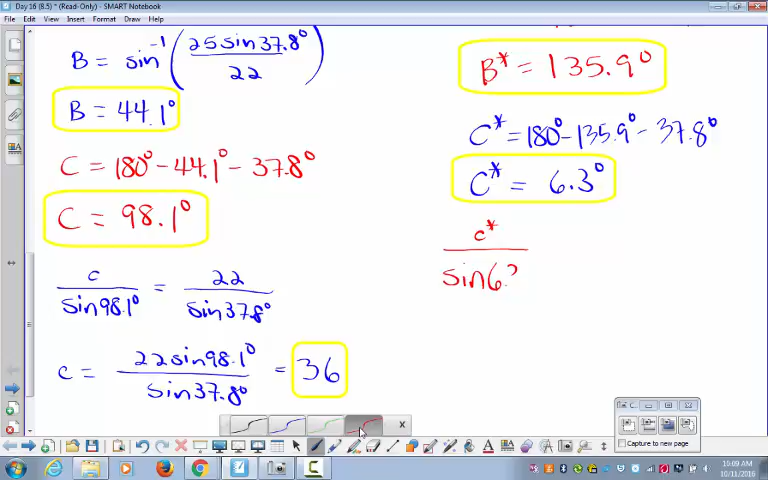 Day 16 (8.5) * (Read-Only) - SMART Notebook
File Edit View Insert Format Draw Help
B = sin⁻¹ (25sin37.8° / 22)
B = 44.1°
C = 180° - 44.1° - 37.8°
C = 98.1°
c / sin98.1° = 22 / sin37.8°
c = 22sin98.1° / sin37.8° = 36
B* = 135.9°
C* = 180° - 135.9° - 37.8°
C* = 6.3°
c*
sin6.
Capture to new page
10:09 AM
10/11/2016